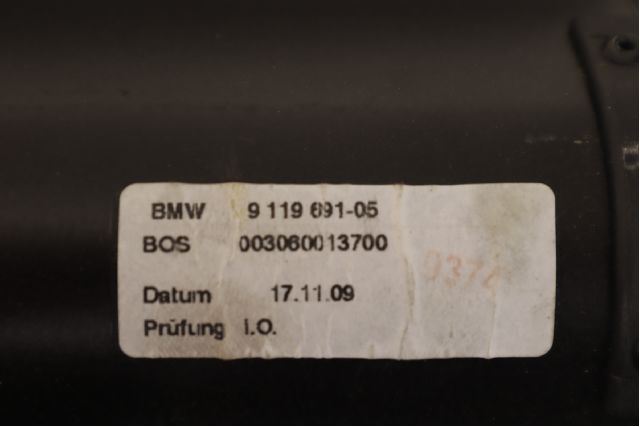 BMW 9 119 691-05
BOS 003060013700
Datum 17.11.09
Prüfung i.O.